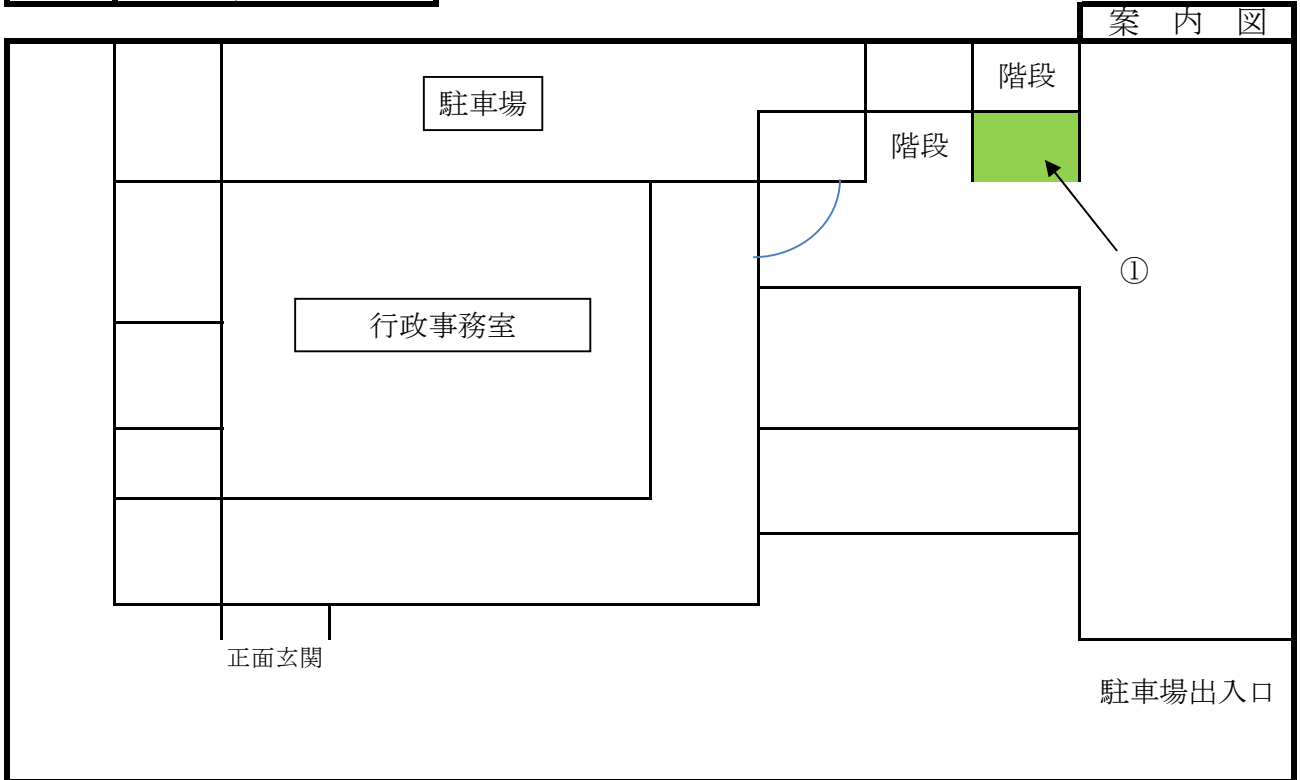 案 内 図
階段
駐車場
階段
①
行政事務室
正面玄関
駐車場出入口